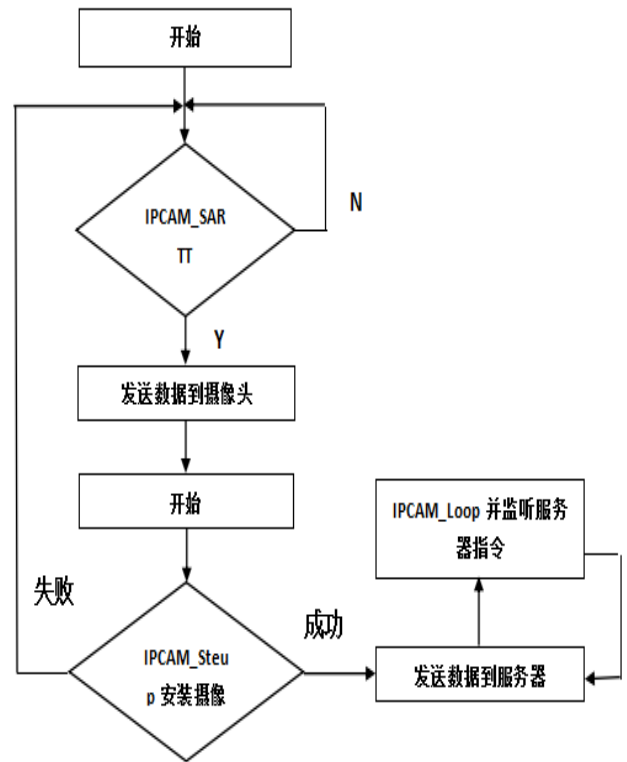 开始
IPCAM_SAR
TT
N
Y
发送数据到摄像头
开始
IPCAM_Loop 并监听服务
器指令
失败
成功
IPCAM_Steu
p 安装摄像
发送数据到服务器